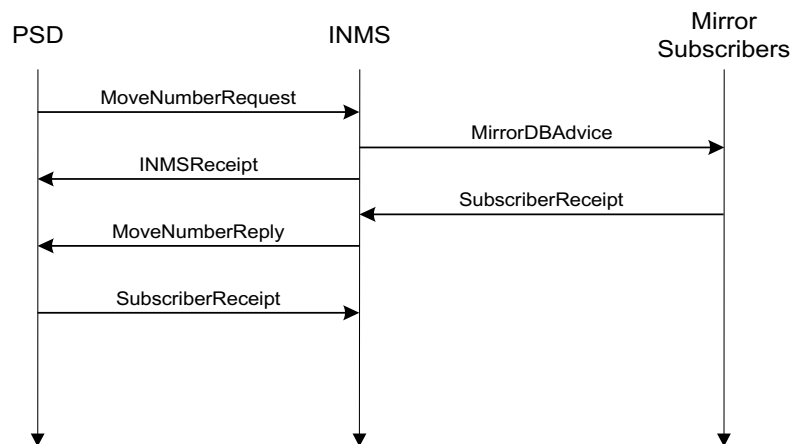 PSD
INMS
Mirror
Subscribers
MoveNumberRequest
MirrorDBAdvice
INMSReceipt
SubscriberReceipt
MoveNumberReply
SubscriberReceipt